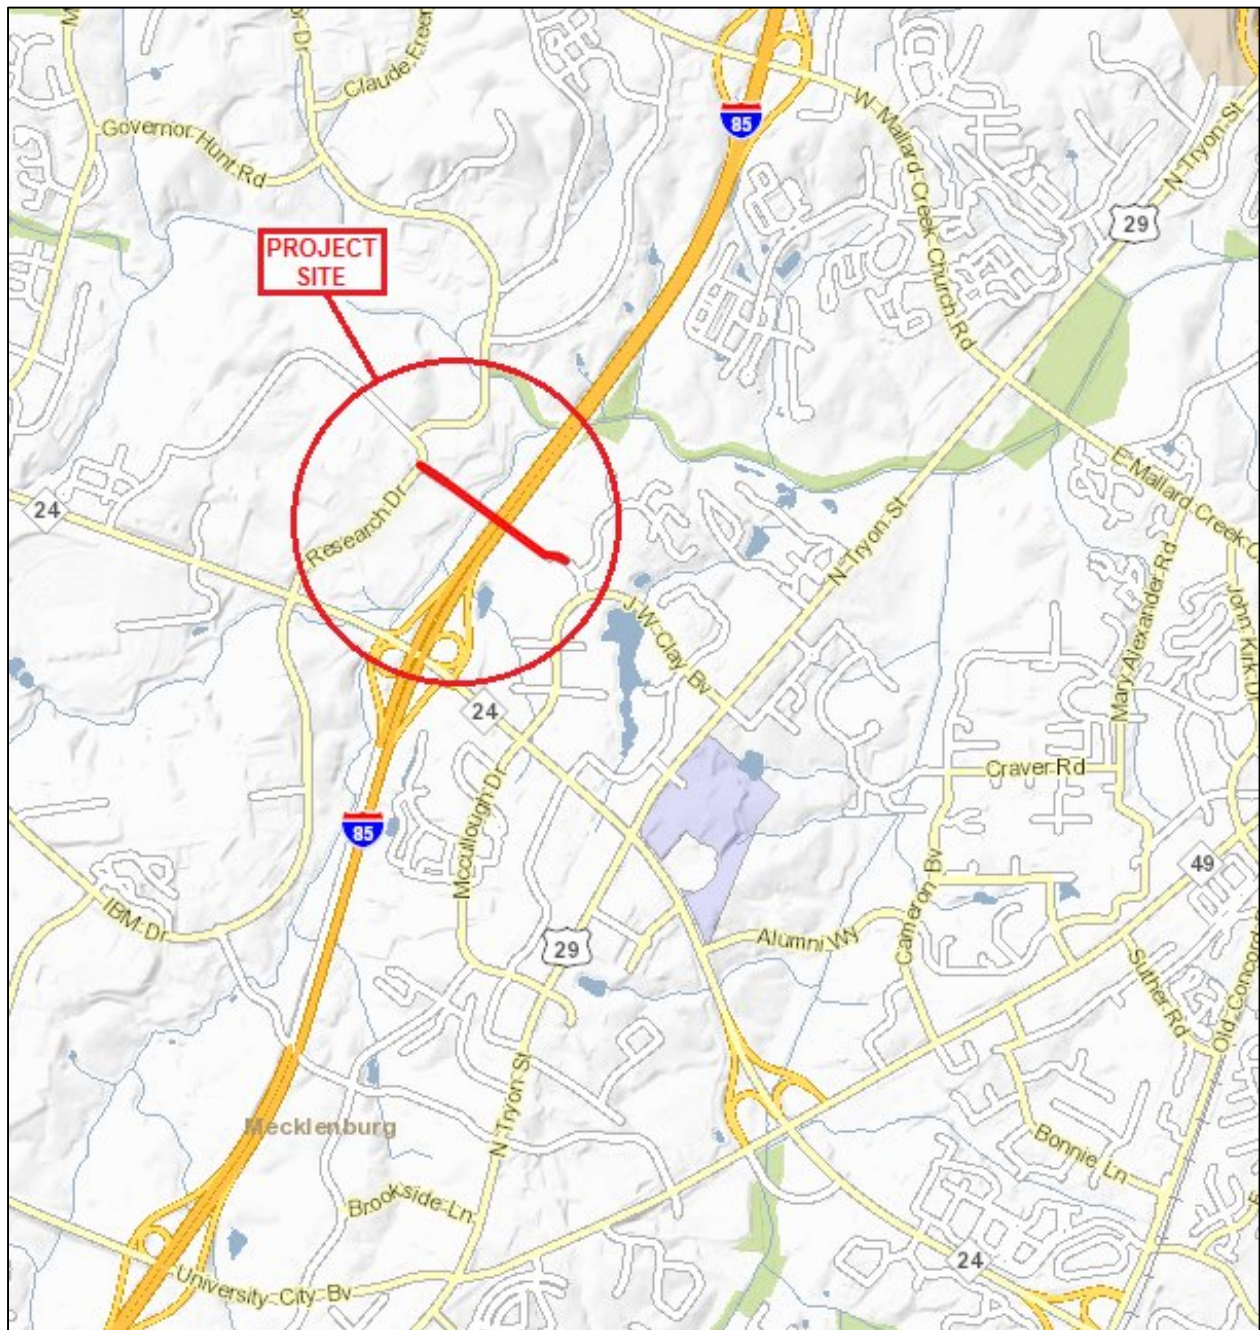 Claude Freem
85
Governor Hunt Rd
W Mallard Creek Church Rd
N Tryon St
29
PROJECT
SITE
24
Research Dr
N Tryon St
E Mallard Creek C
J W Clay Bv
Mary Alexander Rd
John Kirk
24
Craver Rd
Mccullough Dr
85
49
IBM Dr
Cameron Bv
29
Alumni Wy
Suther Rd
Old Concord
N Tryon St
Mecklenburg
Bonnie Ln
Brookside Ln
24
University City Bv